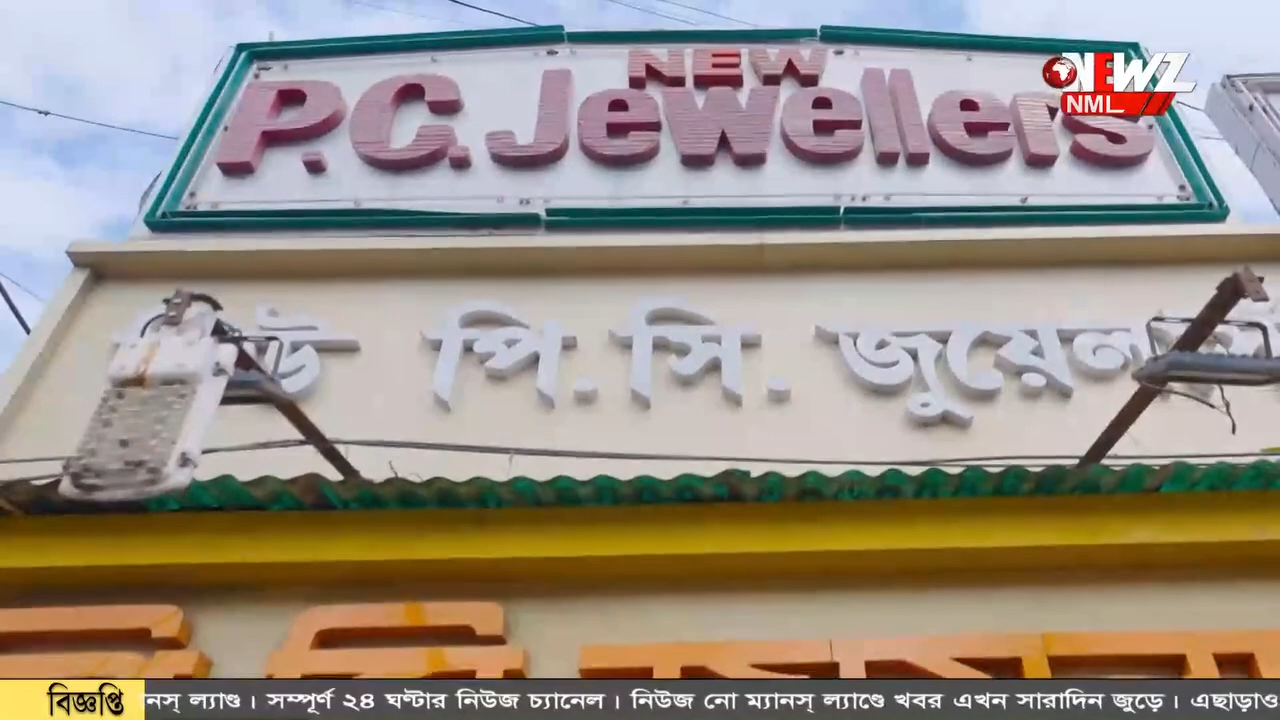 NEW
P.C. Jewellers
NEWZ
NML
পি. সি.
বিজ্ঞপ্তি
নস্ ল্যাণ্ড । সম্পূর্ণ ২৪ ঘণ্টার নিউজ চ্যানেল । নিউজ নো ম্যানস্ ল্যাণ্ডে খবর এখন সারাদিন জুড়ে । এছাড়াও